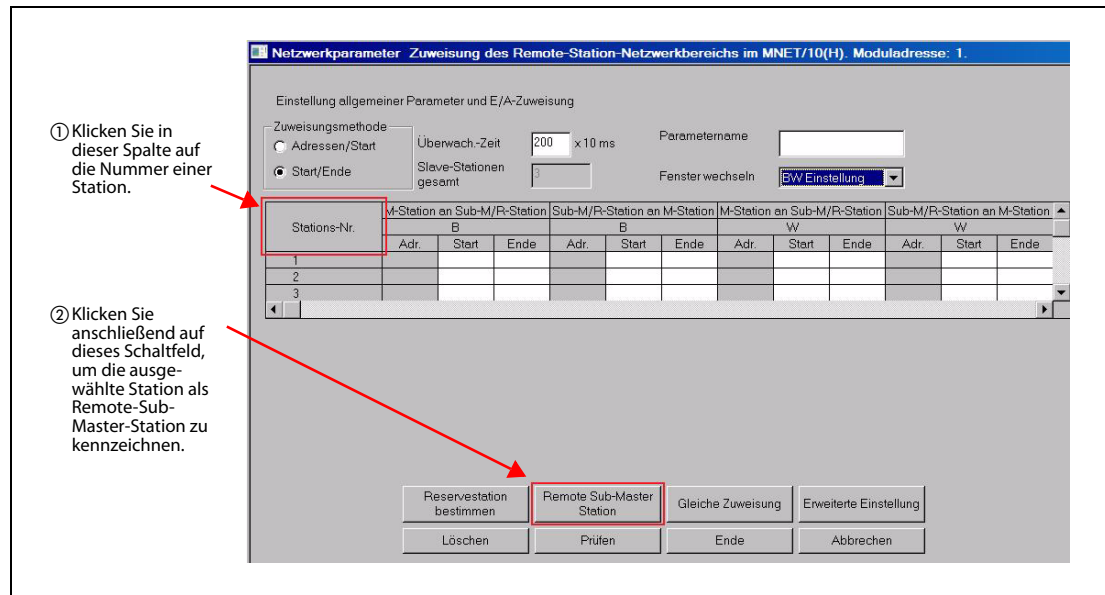 Netzwerkparameter Zuweisung des Remote-Station-Netzwerkbereichs im MNET/10(H). Moduladresse: 1.
Einstellung allgemeiner Parameter und E/A-Zuweisung
① Klicken Sie in
dieser Spalte auf
die Nummer einer
Station.
Zuweisungsmethode
Adressen/Start
Start/Ende
Überwach.-Zeit 200 x10 ms
Slave-Stationen
gesamt 3
Parametername
Fenster wechseln BW Einstellung
Stations-Nr. M-Station an Sub-M/R-Station Sub-M/R-Station an M-Station M-Station an Sub-M/R-Station Sub-M/R-Station an M-Station
B B W W
Adr. Start Ende Adr. Start Ende Adr. Start Ende Adr. Start Ende
1
2
3
② Klicken Sie
anschließend auf
dieses Schaltfeld,
um die ausge-
wählte Station als
Remote-Sub-
Master-Station zu
kennzeichnen.
Reservestation
bestimmen
Remote Sub-Master
Station
Gleiche Zuweisung
Erweiterte Einstellung
Löschen
Prüfen
Ende
Abbrechen